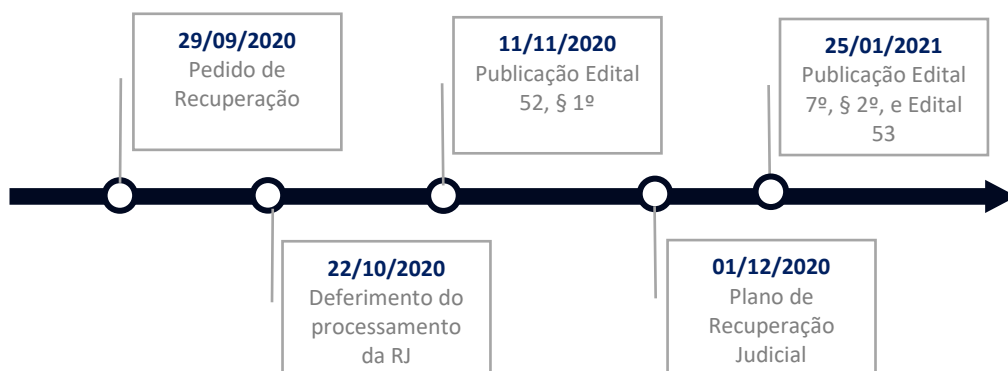 29/09/2020
Pedido de
Recuperação
11/11/2020
Publicação Edital
52, § 1º
25/01/2021
Publicação Edital
7º, § 2º, e Edital
53
22/10/2020
Deferimento do
processamento
da RJ
01/12/2020
Plano de
Recuperação
Judicial